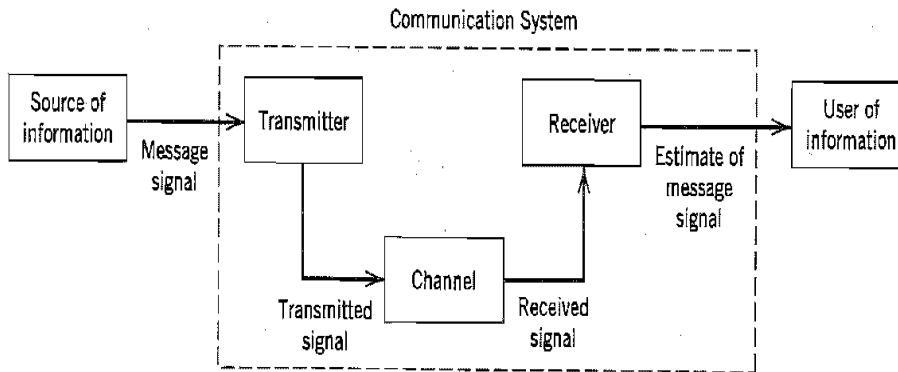 Communication System
Source of
information
Message
signal
Transmitter
Transmitted
signal
Channel
Received
signal
Receiver
Estimate of
message
signal
User of
information